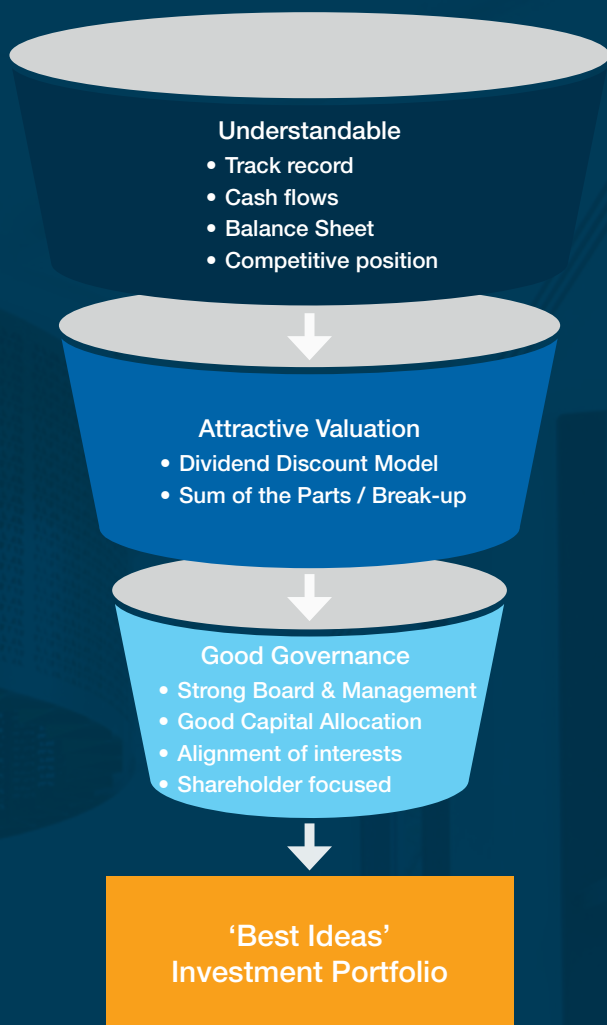 Understandable
• Track record
• Cash flows
• Balance Sheet
• Competitive position
Attractive Valuation
• Dividend Discount Model
• Sum of the Parts / Break-up
Good Governance
• Strong Board & Management
• Good Capital Allocation
• Alignment of interests
• Shareholder focused
‘Best Ideas’
Investment Portfolio